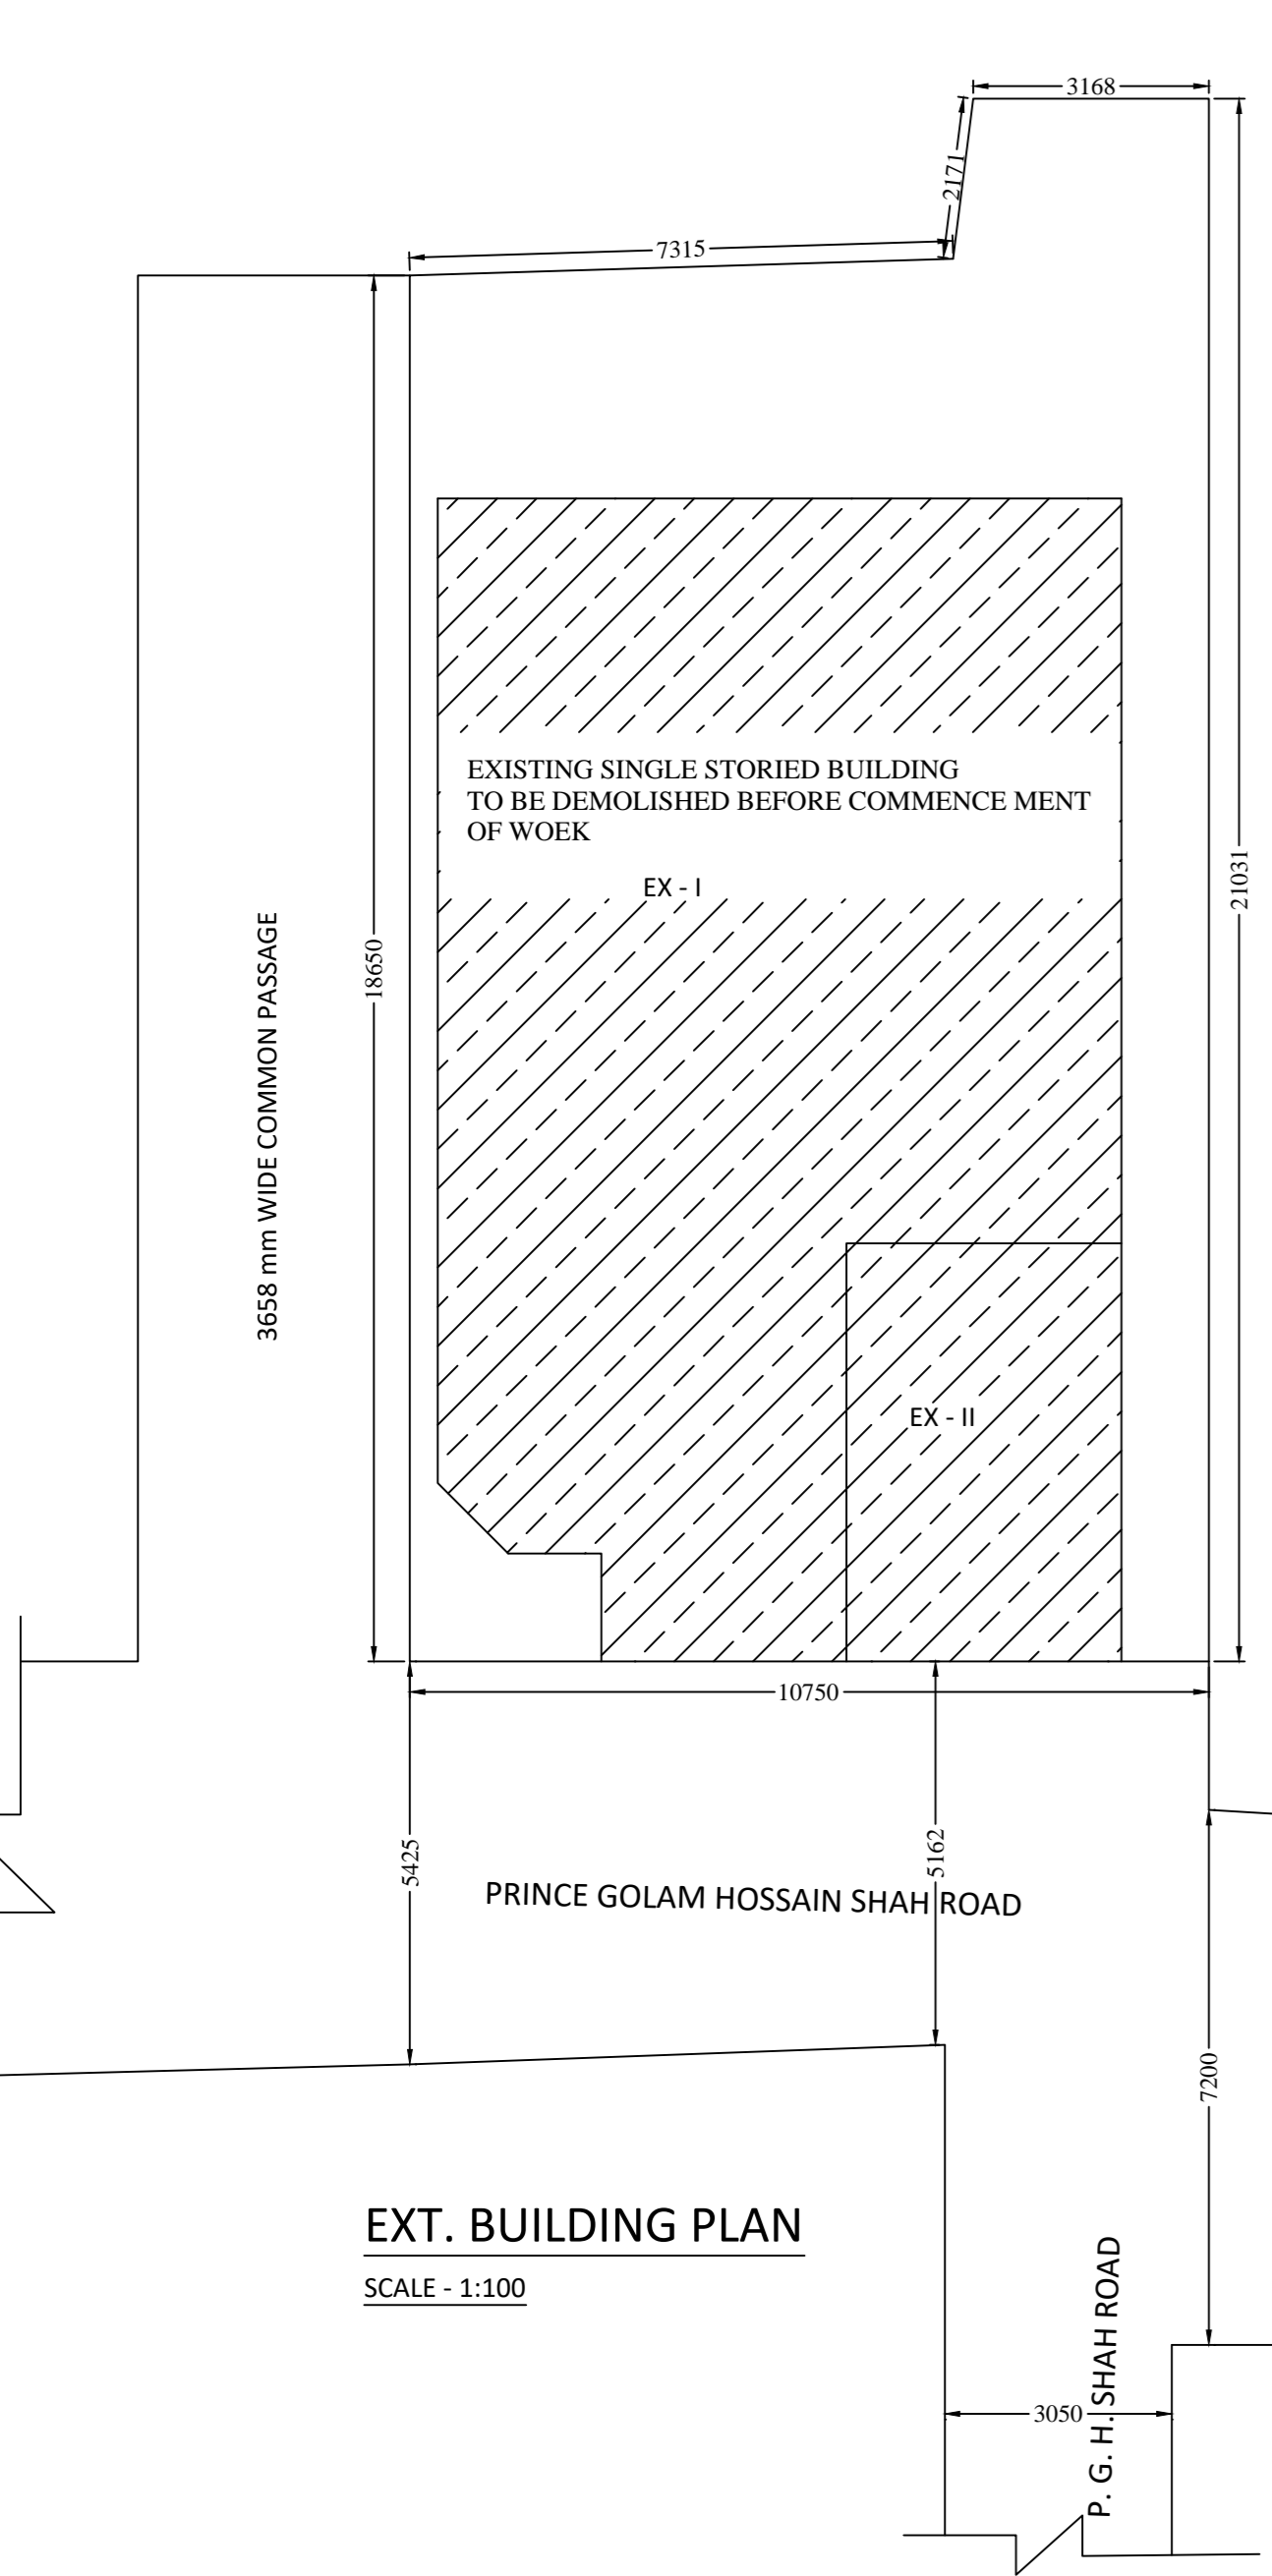 3168
2171
7315
EXISTING SINGLE STORIED BUILDING
TO BE DEMOLISHED BEFORE COMMENCE MENT
OF WOEK
EX - I
21031
18650
3658 mm WIDE COMMON PASSAGE
EX - II
10750
5425
5162
PRINCE GOLAM HOSSAIN SHAH ROAD
7200
EXT. BUILDING PLAN
SCALE - 1:100
P. G. H. SHAH ROAD
3050